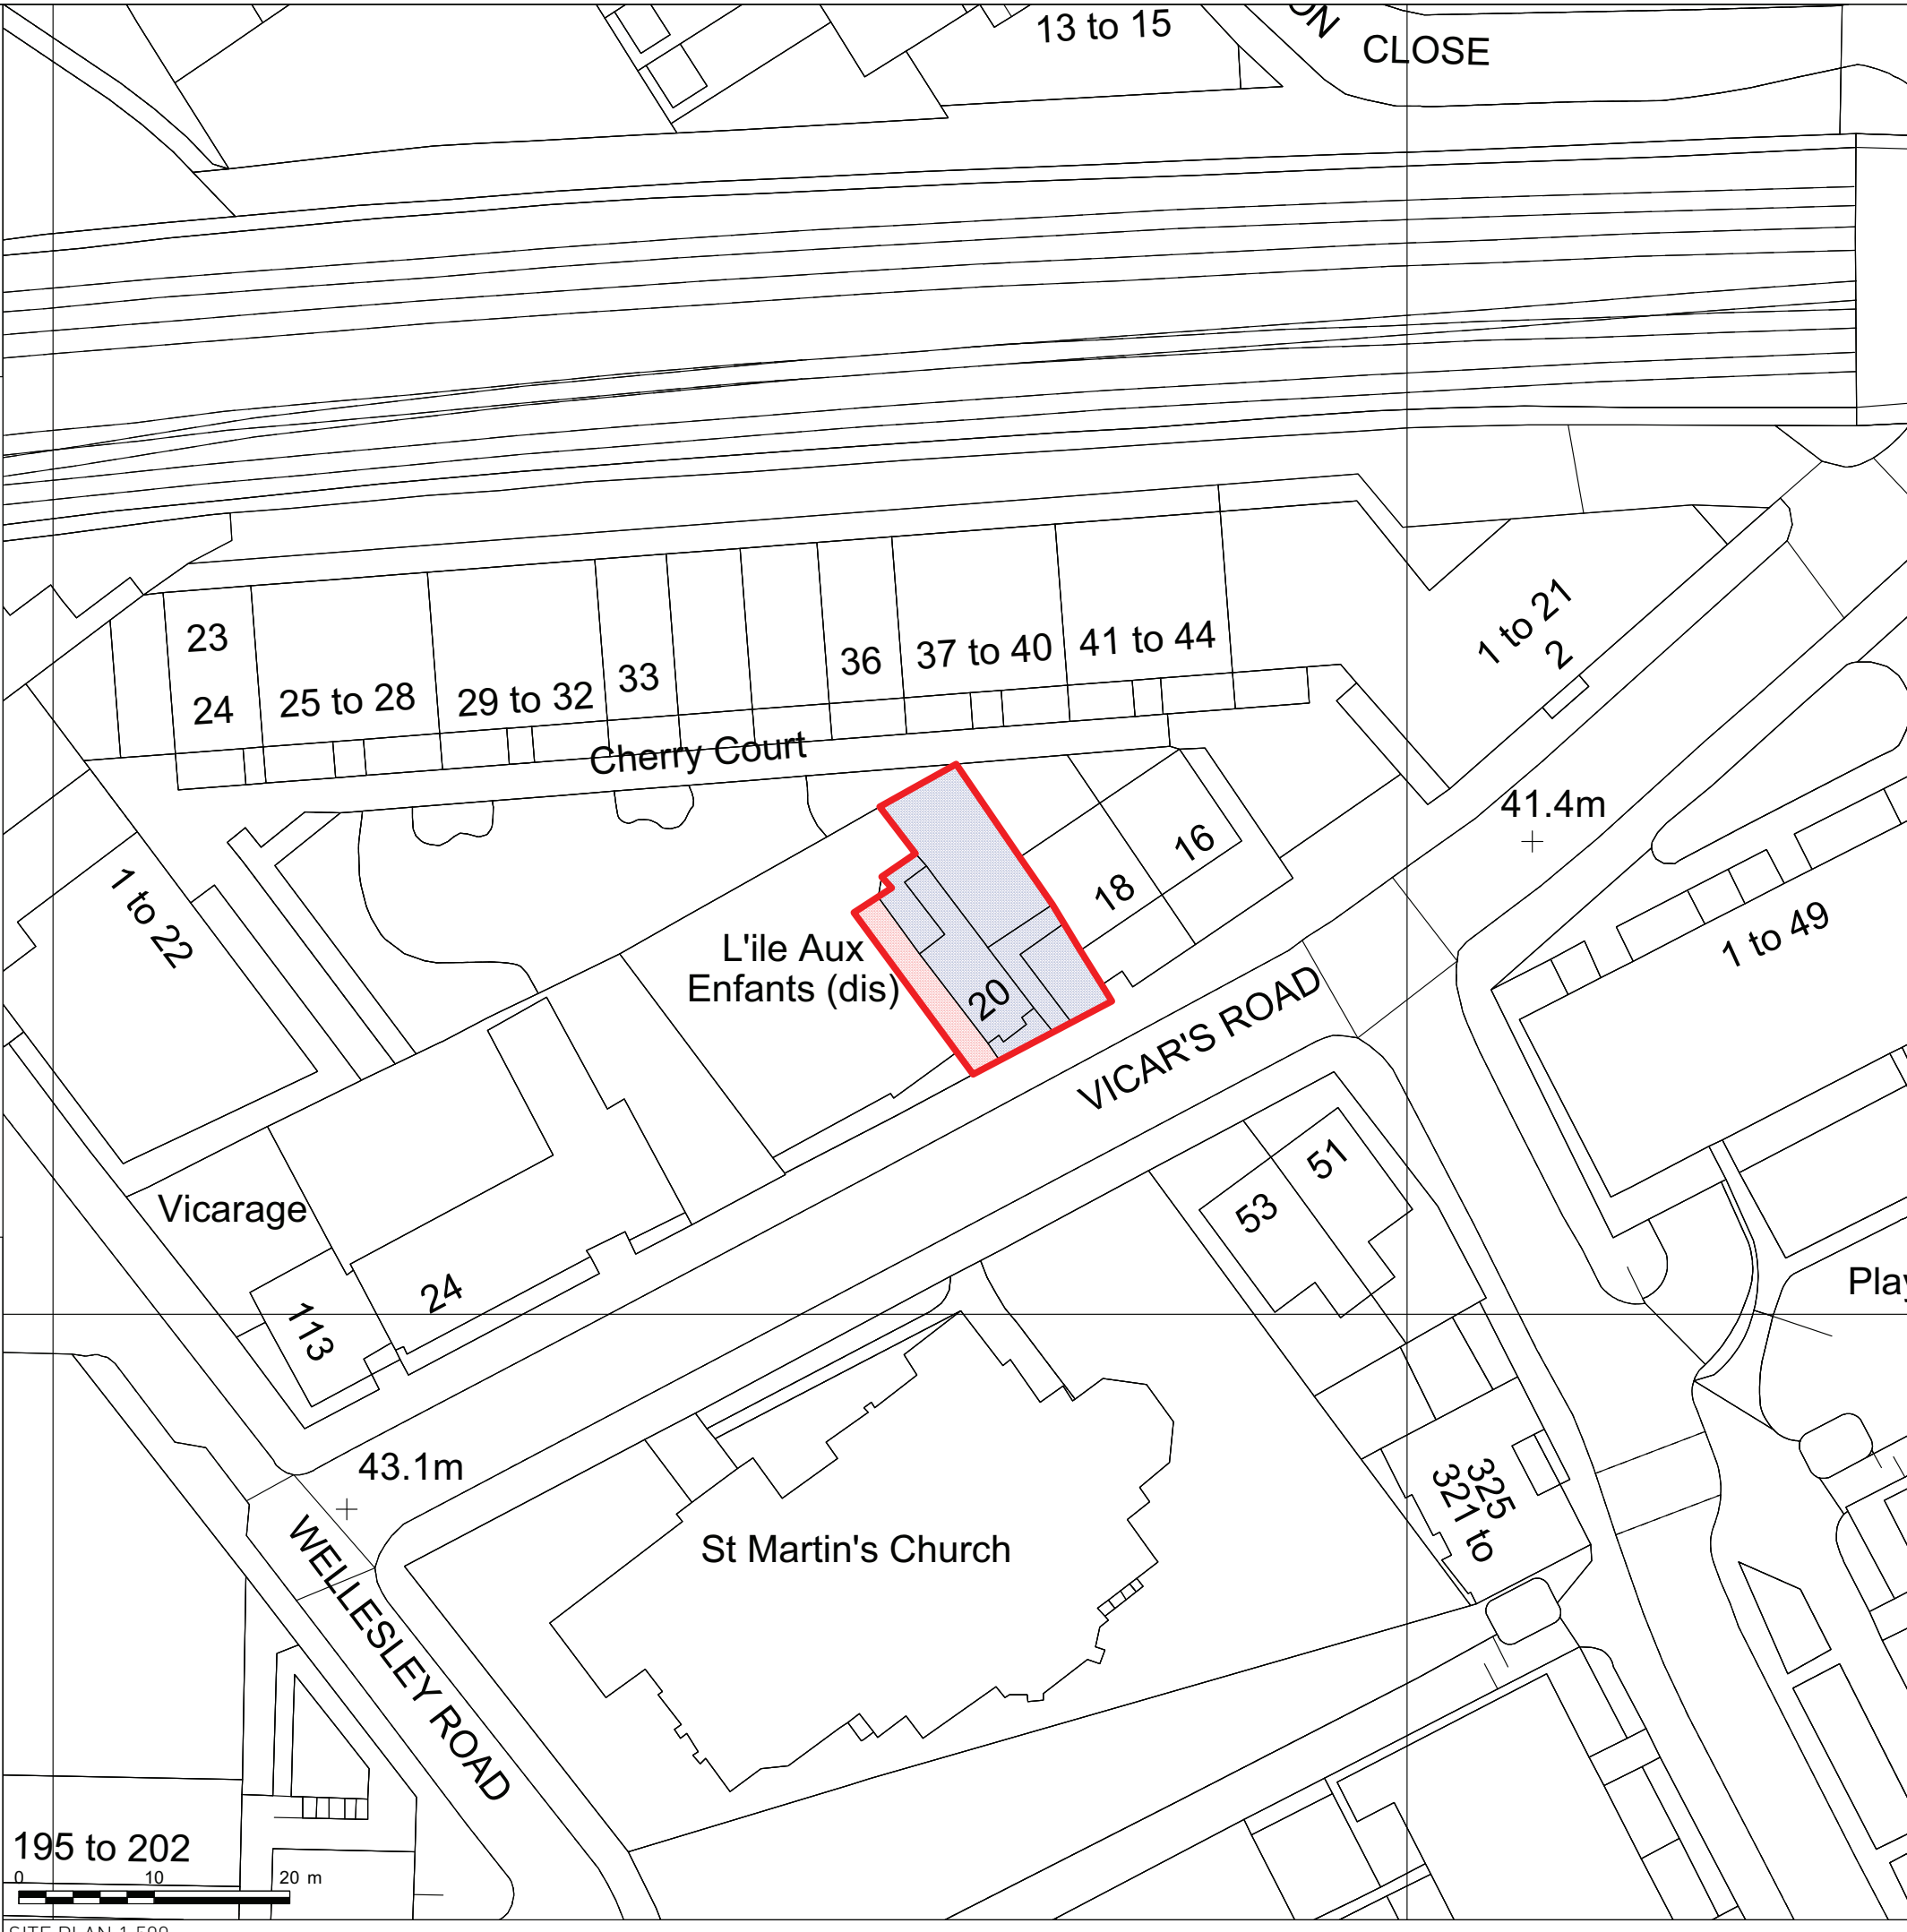 13 to 15
ON
CLOSE
23
24
25 to 28
29 to 32
33
36
37 to 40
41 to 44
1 to 21
2
Cherry Court
41.4m
1 to 22
16
18
1 to 49
L'ile Aux
Enfants (dis)
20
VICAR'S ROAD
51
53
Vicarage
24
113
Play
43.1m
325
321 to
St Martin's Church
WELLESLEY ROAD
195 to 202
0 10 20 m